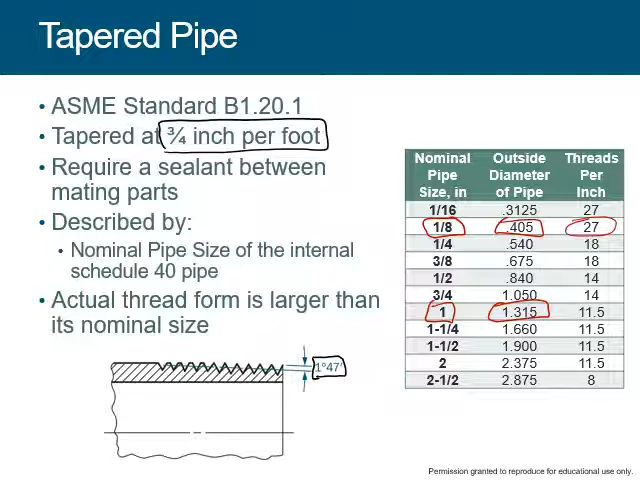 Tapered Pipe
• ASME Standard B1.20.1
• Tapered at ¾ inch per foot
• Require a sealant between
mating parts
• Described by:
• Nominal Pipe Size of the internal
schedule 40 pipe
• Actual thread form is larger than
its nominal size
1°47'
Nominal Pipe Size, in Outside Diameter of Pipe Threads Per Inch
1/16 .3125 27
1/8 .405 27
1/4 .540 18
3/8 .675 18
1/2 .840 14
3/4 1.050 14
1 1.315 11.5
1-1/4 1.660 11.5
1-1/2 1.900 11.5
2 2.375 11.5
2-1/2 2.875 8
Permission granted to reproduce for educational use only.